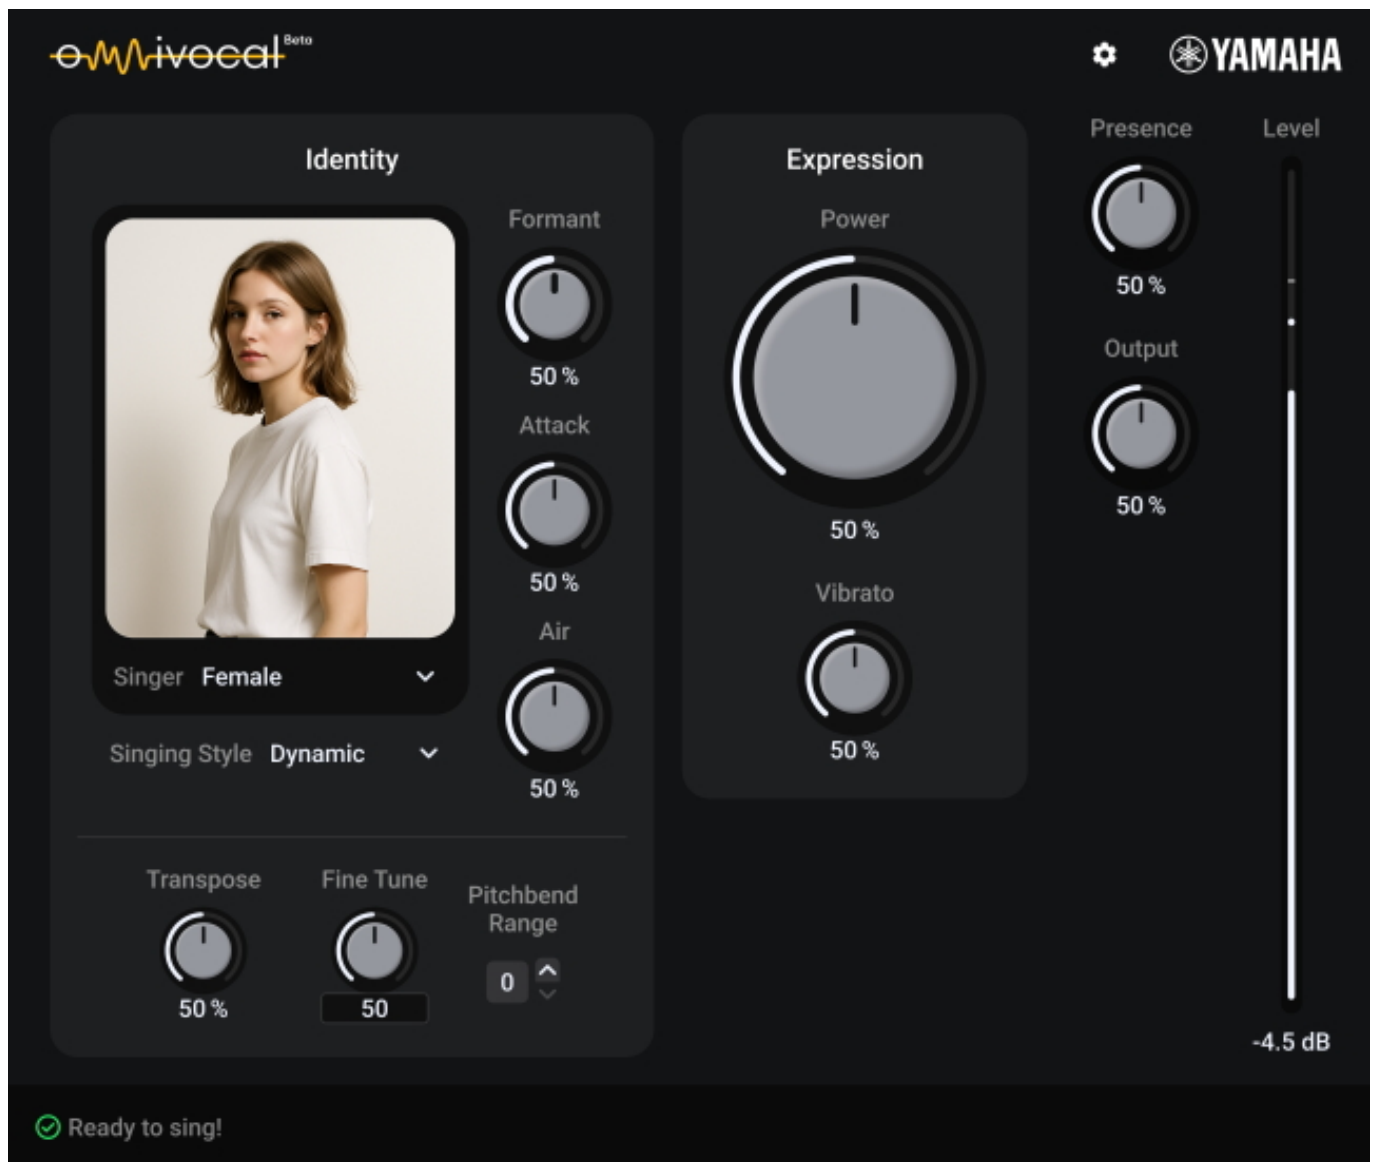 omnivocal Beta
YAMAHA
Identity
Formant
50 %
Attack
50 %
Air
50 %
Singer Female
Singing Style Dynamic
Transpose
50 %
Fine Tune
50
Pitchbend
Range
0
Expression
Power
50 %
Vibrato
50 %
Presence
50 %
Output
50 %
Level
-4.5 dB
Ready to sing!